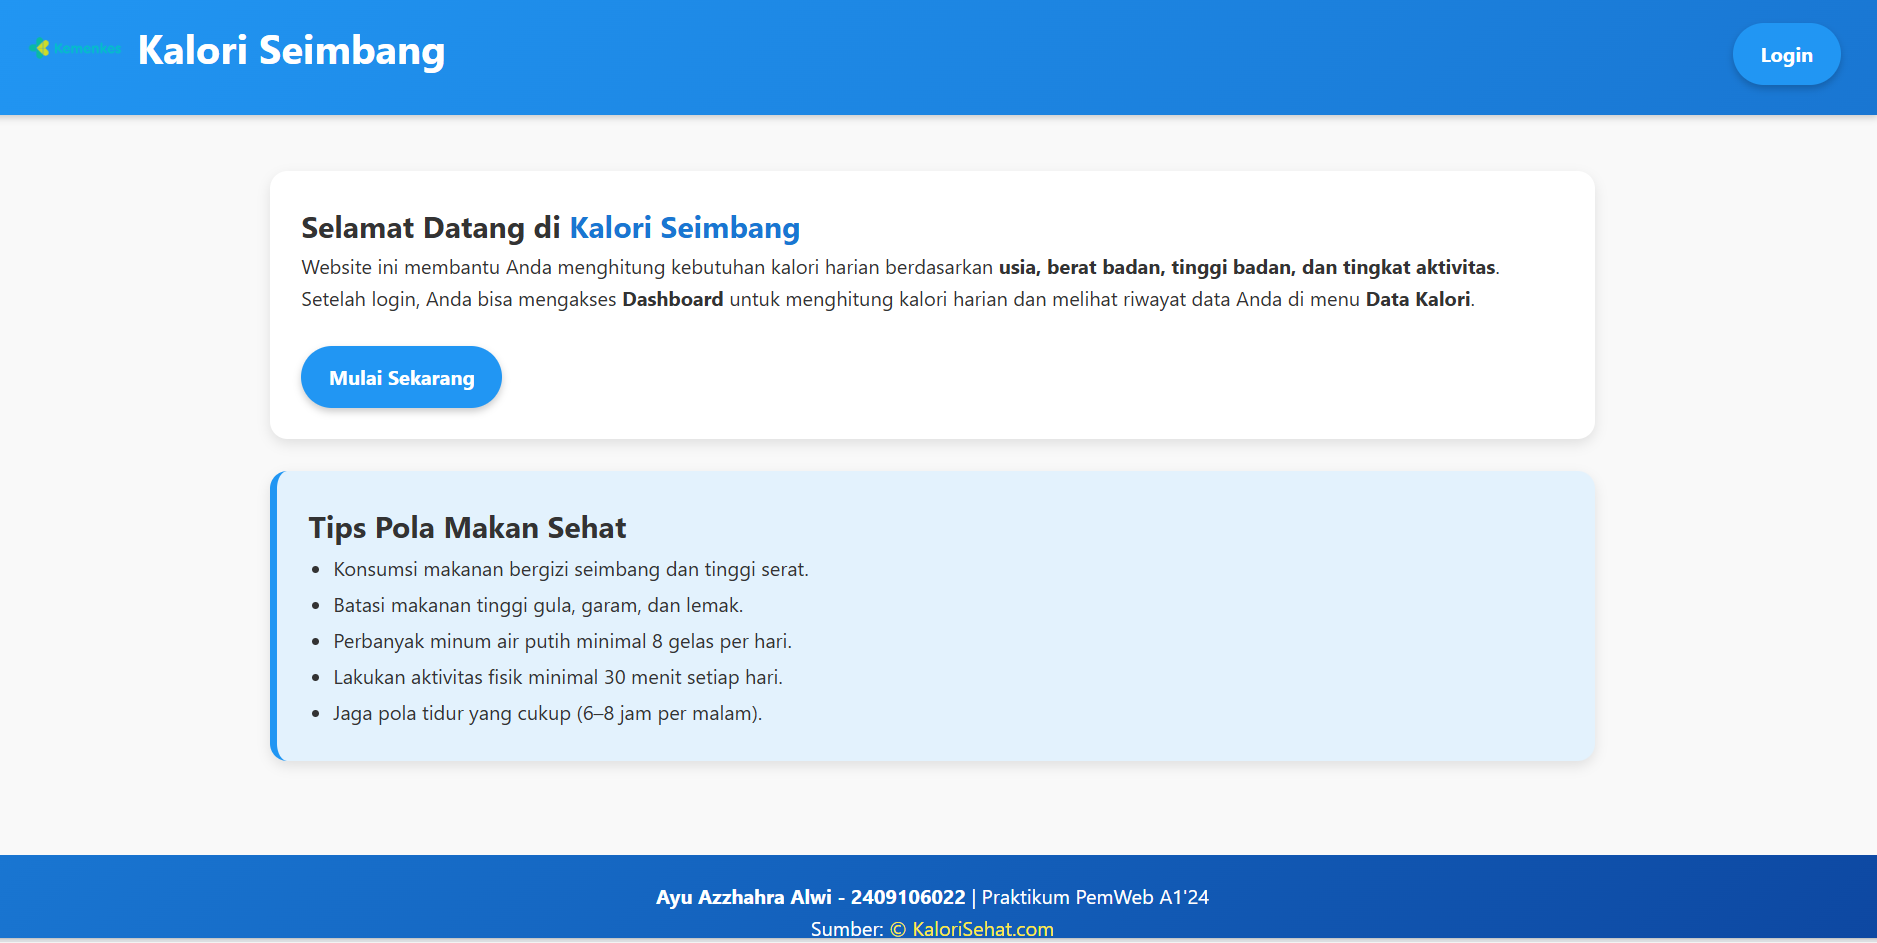 Kemenkes
Kalori Seimbang
Login
Selamat Datang di Kalori Seimbang
Website ini membantu Anda menghitung kebutuhan kalori harian berdasarkan usia, berat badan, tinggi badan, dan tingkat aktivitas.
Setelah login, Anda bisa mengakses Dashboard untuk menghitung kalori harian dan melihat riwayat data Anda di menu Data Kalori.
Mulai Sekarang
Tips Pola Makan Sehat
• Konsumsi makanan bergizi seimbang dan tinggi serat.
• Batasi makanan tinggi gula, garam, dan lemak.
• Perbanyak minum air putih minimal 8 gelas per hari.
• Lakukan aktivitas fisik minimal 30 menit setiap hari.
• Jaga pola tidur yang cukup (6–8 jam per malam).
Ayu Azzhahra Alwi - 2409106022 | Praktikum PemWeb A1'24
Sumber: © KaloriSehat.com